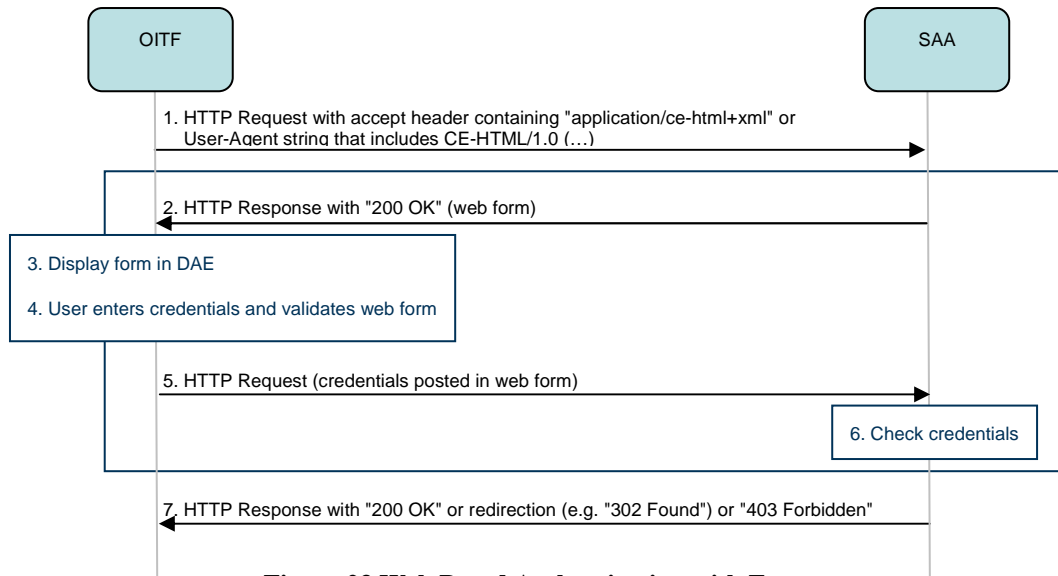 OITF
SAA
1. HTTP Request with accept header containing "application/ce-html+xml" or
User-Agent string that includes CE-HTML/1.0 (…)
2. HTTP Response with "200 OK" (web form)
3. Display form in DAE
4. User enters credentials and validates web form
5. HTTP Request (credentials posted in web form)
6. Check credentials
7. HTTP Response with "200 OK" or redirection (e.g. "302 Found") or "403 Forbidden"